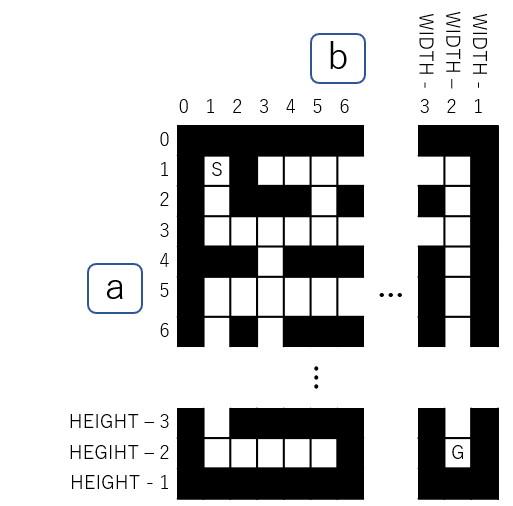 b
WIDTH - 3
WIDTH - 2
WIDTH - 1
0 1 2 3 4 5 6
0
1 S
2
3
4
a
5 ...
6
⋮
HEIGHT – 3
HEGIHT – 2 G
HEIGHT - 1